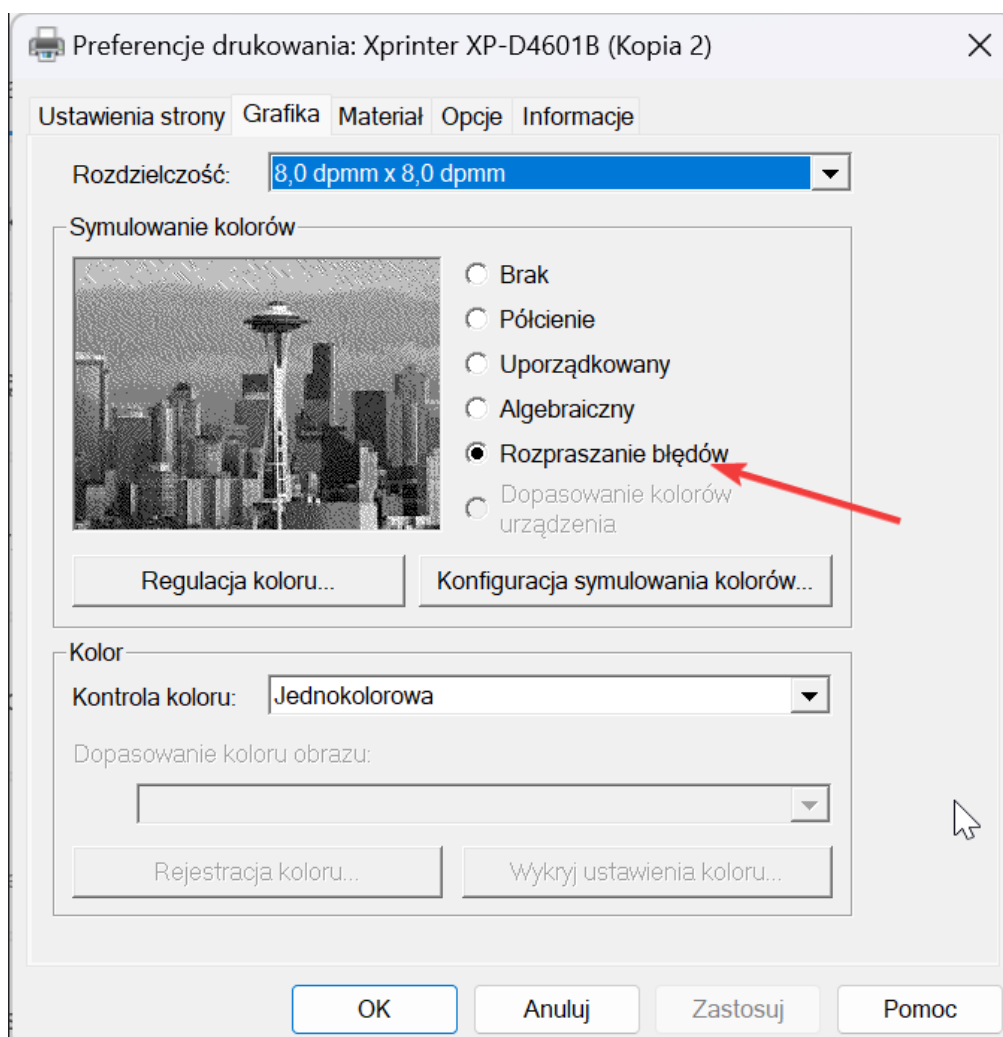 Preferencje drukowania: Xprinter XP-D4601B (Kopia 2)
Ustawienia strony Grafika Materiał Opcje Informacje
Rozdzielczość: 8,0 dpmm x 8,0 dpmm
Symulowanie kolorów
Brak
Półcienie
Uporządkowany
Algebraiczny
Rozpraszanie błędów
Dopasowanie kolorów
urządzenia
Regulacja koloru... Konfiguracja symulowania kolorów...
Kolor
Kontrola koloru: Jednokolorowa
Dopasowanie koloru obrazu:
Rejestracja koloru... Wykryj ustawienia koloru...
OK Anuluj Zastosuj Pomoc